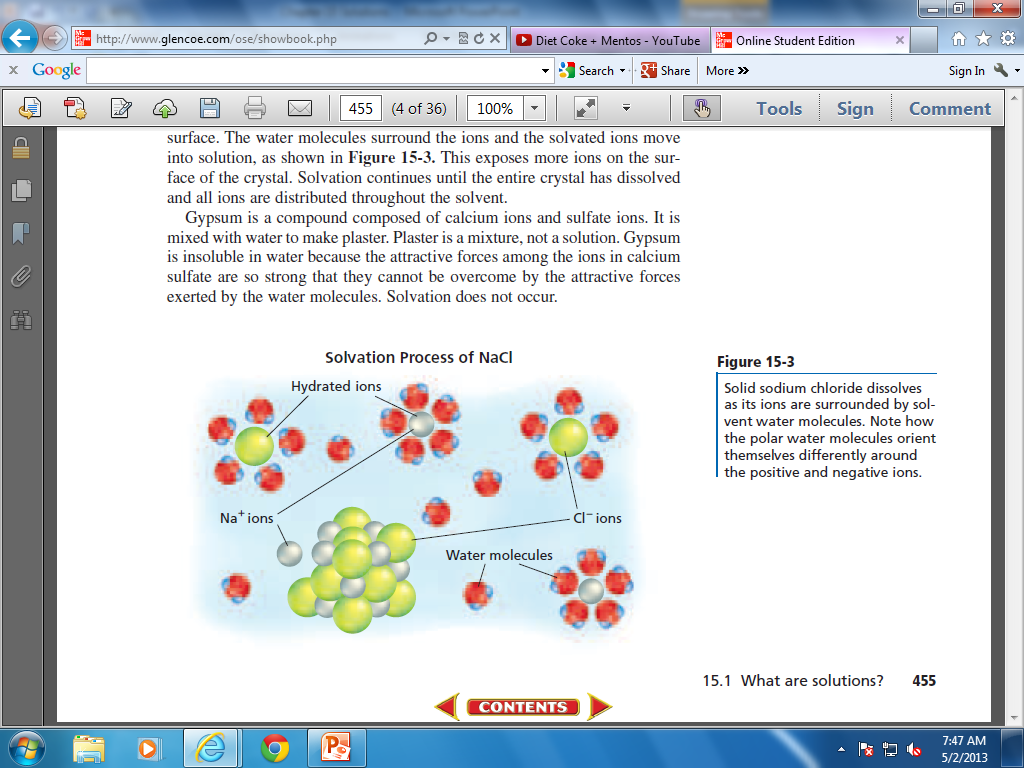 http://www.glencoe.com/ose/showbook.php
Diet Coke + Mentos - YouTube
Online Student Edition
x Google
Search
Share
More »
Sign In
455 (4 of 36)
100%
Tools
Sign
Comment
surface. The water molecules surround the ions and the solvated ions move
into solution, as shown in Figure 15-3. This exposes more ions on the sur-
face of the crystal. Solvation continues until the entire crystal has dissolved
and all ions are distributed throughout the solvent.
Gypsum is a compound composed of calcium ions and sulfate ions. It is
mixed with water to make plaster. Plaster is a mixture, not a solution. Gypsum
is insoluble in water because the attractive forces among the ions in calcium
sulfate are so strong that they cannot be overcome by the attractive forces
exerted by the water molecules. Solvation does not occur.
Solvation Process of NaCl
Hydrated ions
Na⁺ ions
Cl⁻ ions
Water molecules
Figure 15-3
Solid sodium chloride dissolves
as its ions are surrounded by sol-
vent water molecules. Note how
the polar water molecules orient
themselves differently around
the positive and negative ions.
15.1 What are solutions? 455
CONTENTS
7:47 AM
5/2/2013